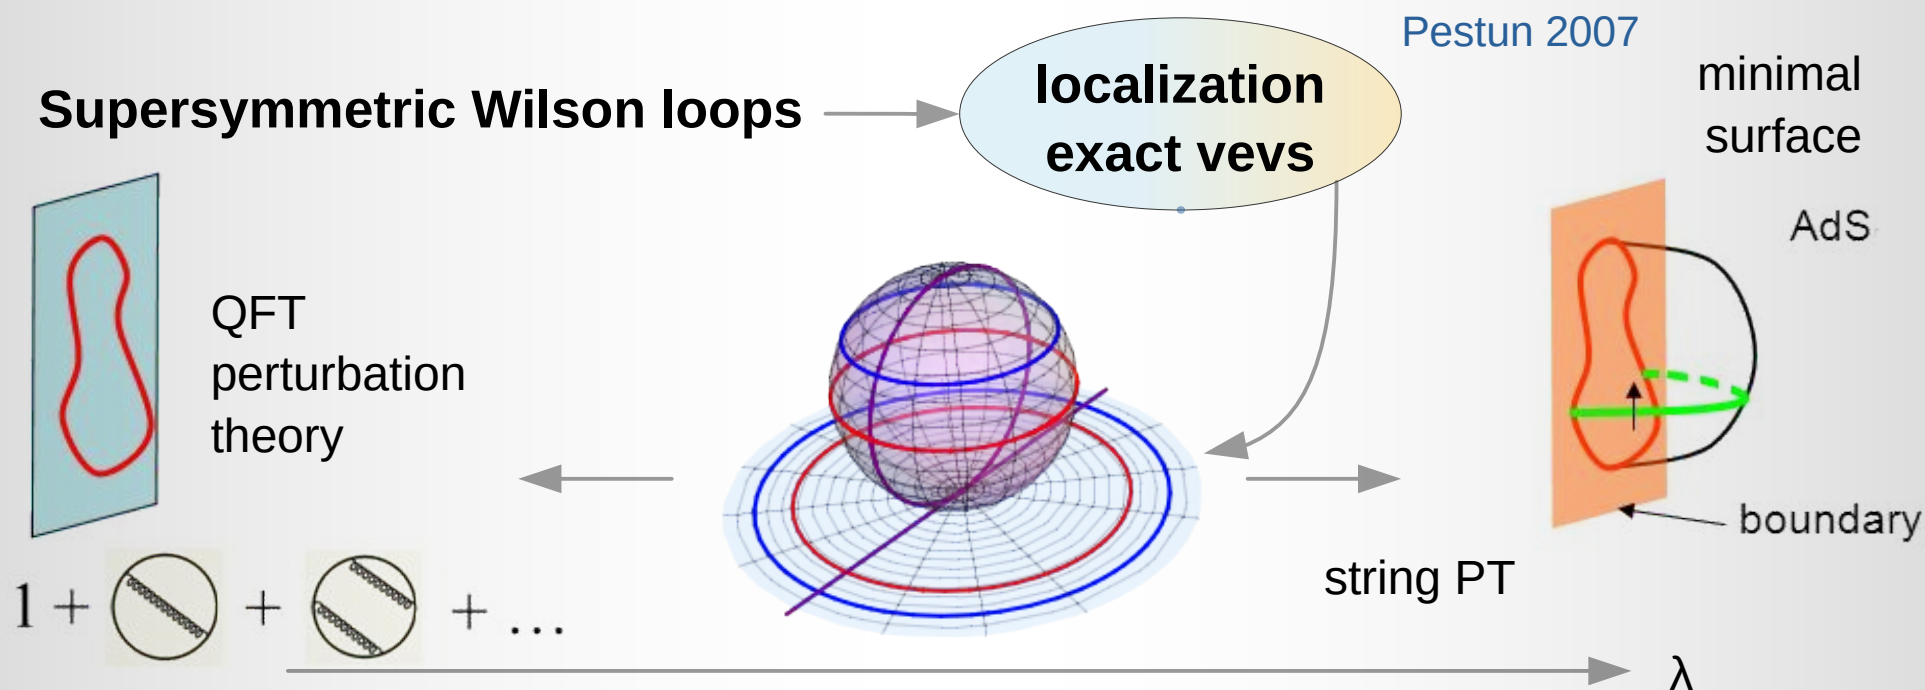 Pestun 2007
Supersymmetric Wilson loops
localization
exact vevs
minimal
surface
AdS
QFT
perturbation
theory
boundary
string PT
1 + + + ...
λ